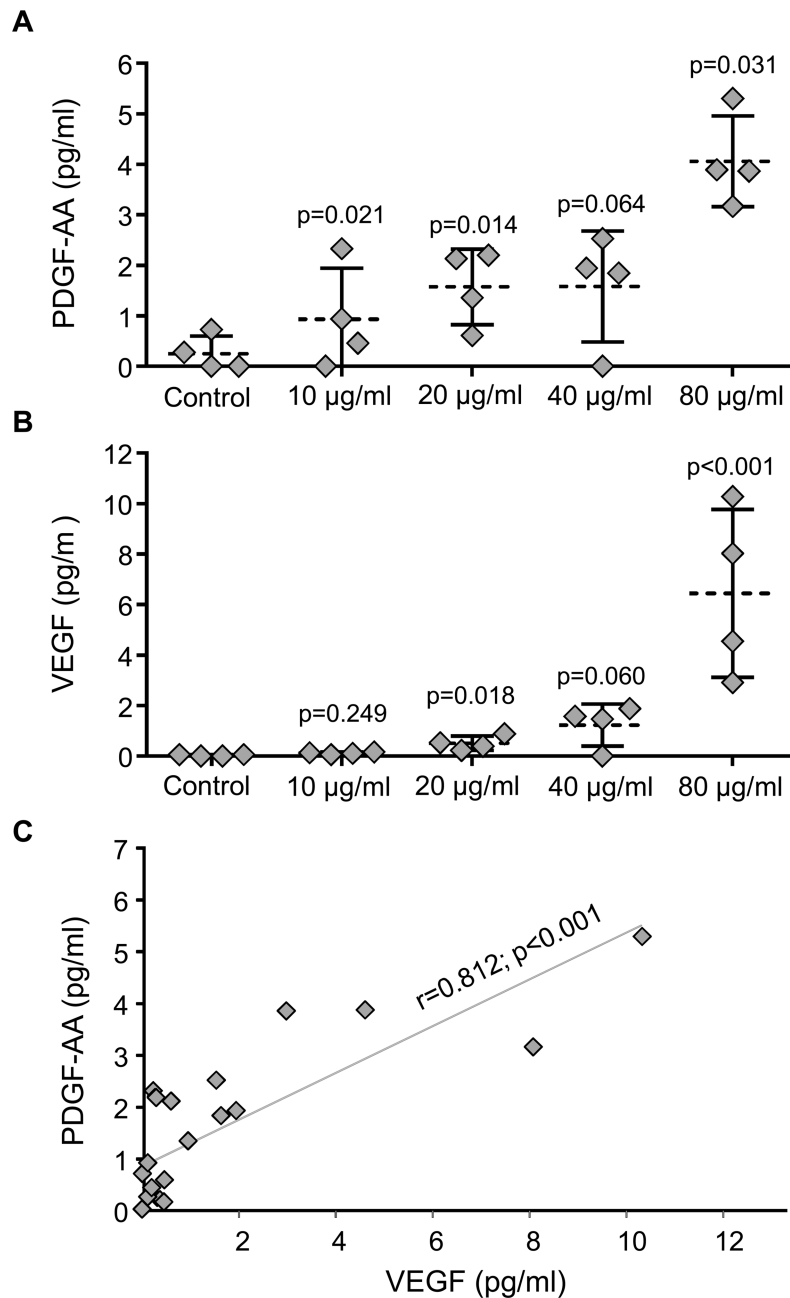 A
PDGF-AA (pg/ml)
6
5
4
3
2
1
0
p=0.021
p=0.014
p=0.064
p=0.031
Control
10 µg/ml
20 µg/ml
40 µg/ml
80 µg/ml
B
VEGF (pg/m )
12
10
8
6
4
2
0
p=0.249
p=0.018
p=0.060
p<0.001
Control
10 µg/ml
20 µg/ml
40 µg/ml
80 µg/ml
C
PDGF-AA (pg/ml)
7
6
5
4
3
2
1
0
r=0.812; p<0.001
2
4
6
8
10
12
VEGF (pg/ml)